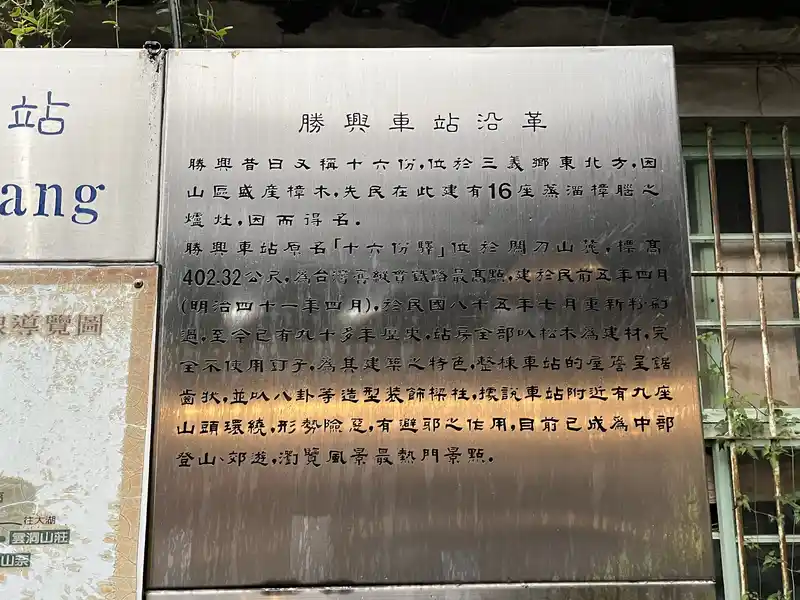 站
ang
導覽圖
往大湖
雲洞山莊
勝興車站沿革
勝興昔日又稱十六份,位於三義鄉東北方,因
山區盛產樟木,先民在此建有16座蒸溜樟腦之
爐灶,因而得名.
勝興車站原名「十六份驛」位於關刀山麓,標高
402.32公尺,為台灣舊縱貫鐵路最高點,建於民前五年四月
(明治四十一年四月),於民國八十五年七月重新粉刷
過,至今已有九十多年歷史,站房全部以松木為建材,完
全不使用釘子,為其建築之特色,整棟車站的屋簷呈鋸
齒狀,並以八卦等造型裝飾樑柱,據說車站附近有九座
山頭環繞,形勢險惡,有避邪之作用,目前已成為中部
登山、郊遊,瀏覽風景最熱門景點.